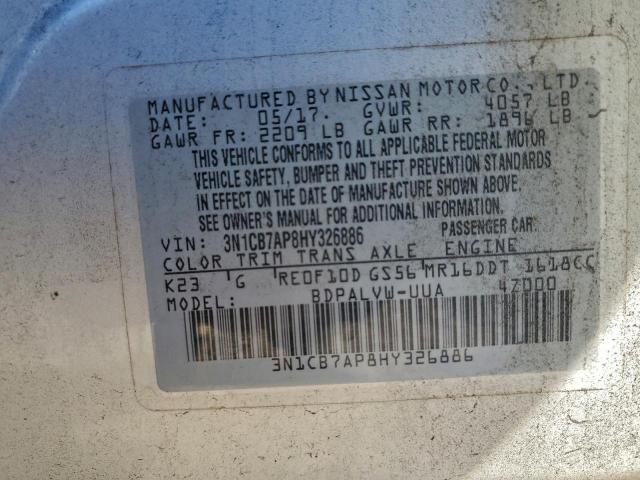 MANUFACTURED BY NISSAN MOTOR CO., LTD.
DATE: 05/17. GVWR: 4057 LB
GAWR FR: 2209 LB GAWR RR: 1896 LB
THIS VEHICLE CONFORMS TO ALL APPLICABLE FEDERAL MOTOR
VEHICLE SAFETY, BUMPER AND THEFT PREVENTION STANDARDS
IN EFFECT ON THE DATE OF MANUFACTURE SHOWN ABOVE.
SEE OWNER'S MANUAL FOR ADDITIONAL INFORMATION.
VIN: 3N1CB7AP8HY326886 PASSENGER CAR
COLOR TRIM TRANS AXLE ENGINE
K23 G RE0F10D GS56 MR16DDT 1618CC
MODEL: BDPALVW-UUA 4Z000
3N1CB7AP8HY326886